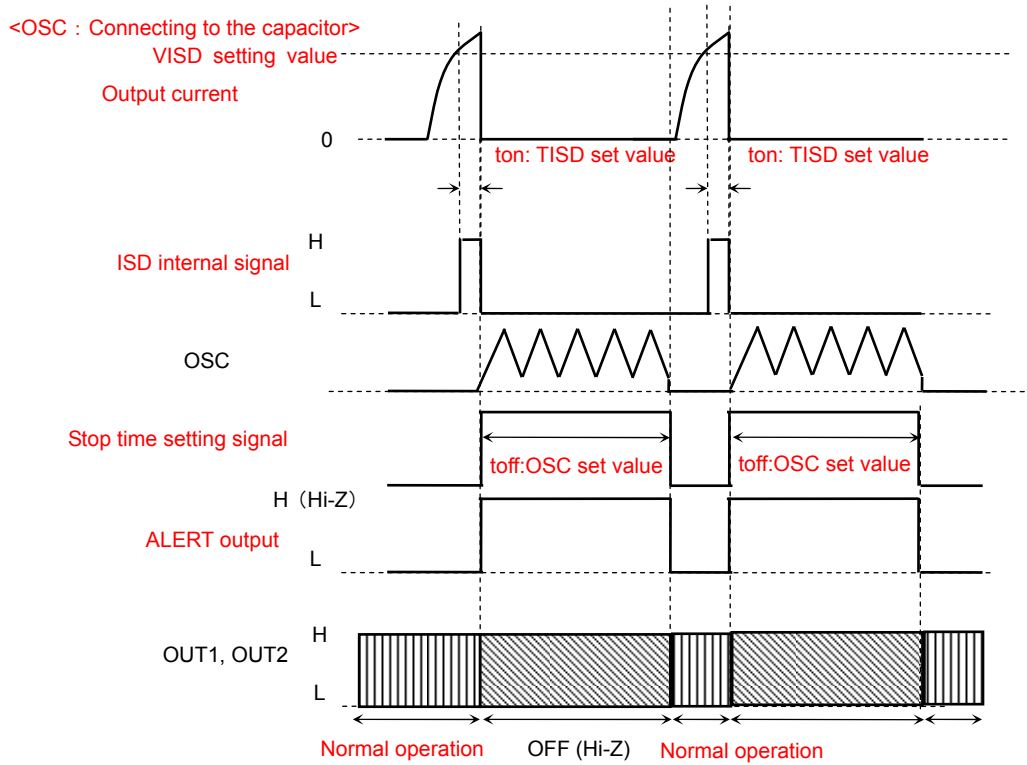 <OSC：Connecting to the capacitor>
VISD setting value
Output current
0
ton: TISD set value
ton: TISD set value
H
ISD internal signal
L
OSC
Stop time setting signal
toff:OSC set value
toff:OSC set value
H（Hi-Z）
ALERT output
L
H
OUT1, OUT2
L
Normal operation
OFF (Hi-Z)
Normal operation